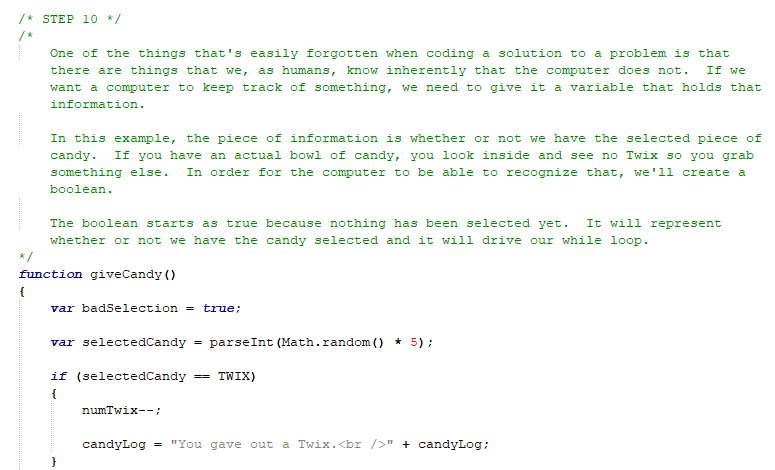 /* STEP 10 */
/*
One of the things that's easily forgotten when coding a solution to a problem is that
there are things that we, as humans, know inherently that the computer does not.  If we
want a computer to keep track of something, we need to give it a variable that holds that
information.
In this example, the piece of information is whether or not we have the selected piece of
candy.  If you have an actual bowl of candy, you look inside and see no Twix so you grab
something else.  In order for the computer to be able to recognize that, we'll create a
boolean.
The boolean starts as true because nothing has been selected yet.  It will represent
whether or not we have the candy selected and it will drive our while loop.
*/
function giveCandy()
{
var badSelection = true;
var selectedCandy = parseInt(Math.random() * 5);
if (selectedCandy == TWIX)
{
numTwix--;
candyLog = "You gave out a Twix.<br />" + candyLog;
}